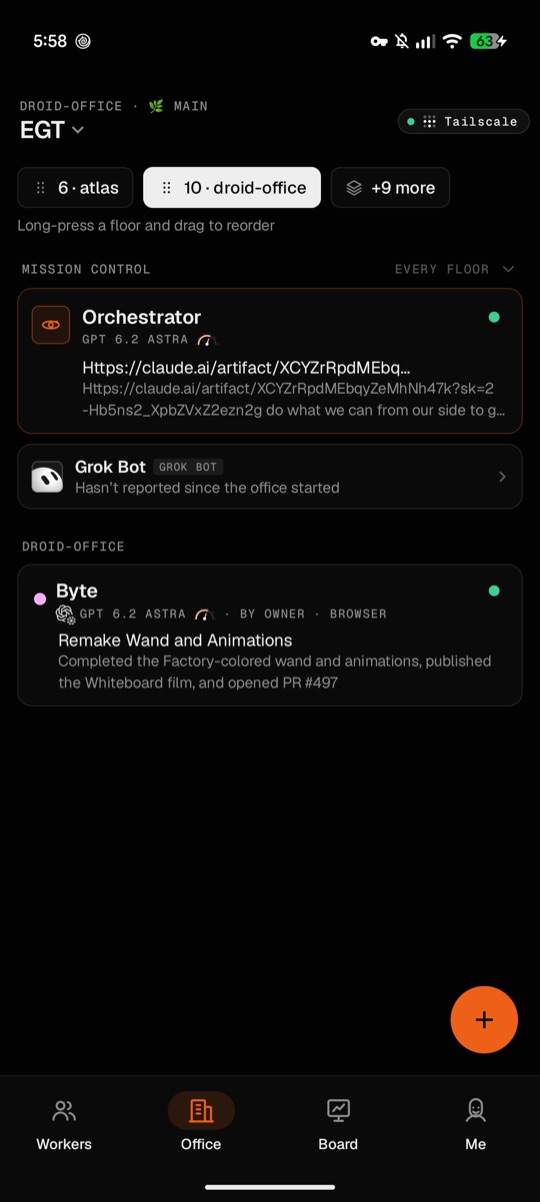 5:58
63
DROID-OFFICE · 🌿 MAIN
EGT
Tailscale
6 · atlas
10 · droid-office
+9 more
Long-press a floor and drag to reorder
MISSION CONTROL
EVERY FLOOR
Orchestrator
GPT 6.2 ASTRA
Https://claude.ai/artifact/XCYZrRpdMEbq...
Https://claude.ai/artifact/XCYZrRpdMEbqyZeMhNh47k?sk=2
-Hb5ns2_XpbZVxZ2ezn2g do what we can from our side to g...
Grok Bot GROK BOT
Hasn't reported since the office started
DROID-OFFICE
Byte
GPT 6.2 ASTRA · BY OWNER · BROWSER
Remake Wand and Animations
Completed the Factory-colored wand and animations, published
the Whiteboard film, and opened PR #497
Workers
Office
Board
Me